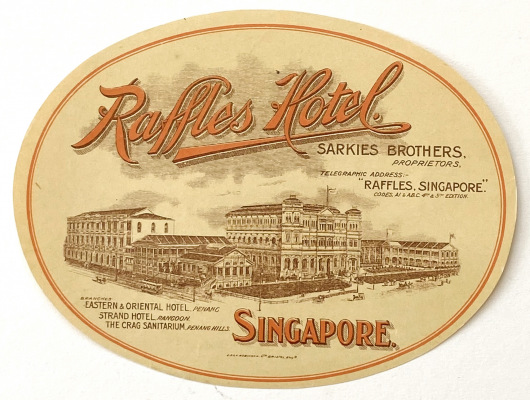 Raffles Hotel.
SARKIES BROTHERS,
PROPRIETORS.
TELEGRAPHIC ADDRESS:-
"RAFFLES, SINGAPORE."
CODES, A1 & A.B.C. 4TH & 5TH EDITION.
BRANCHES
EASTERN & ORIENTAL HOTEL, PENANG
STRAND HOTEL, RANGOON.
THE CRAG SANITARIUM, PENANG HILLS.
SINGAPORE.